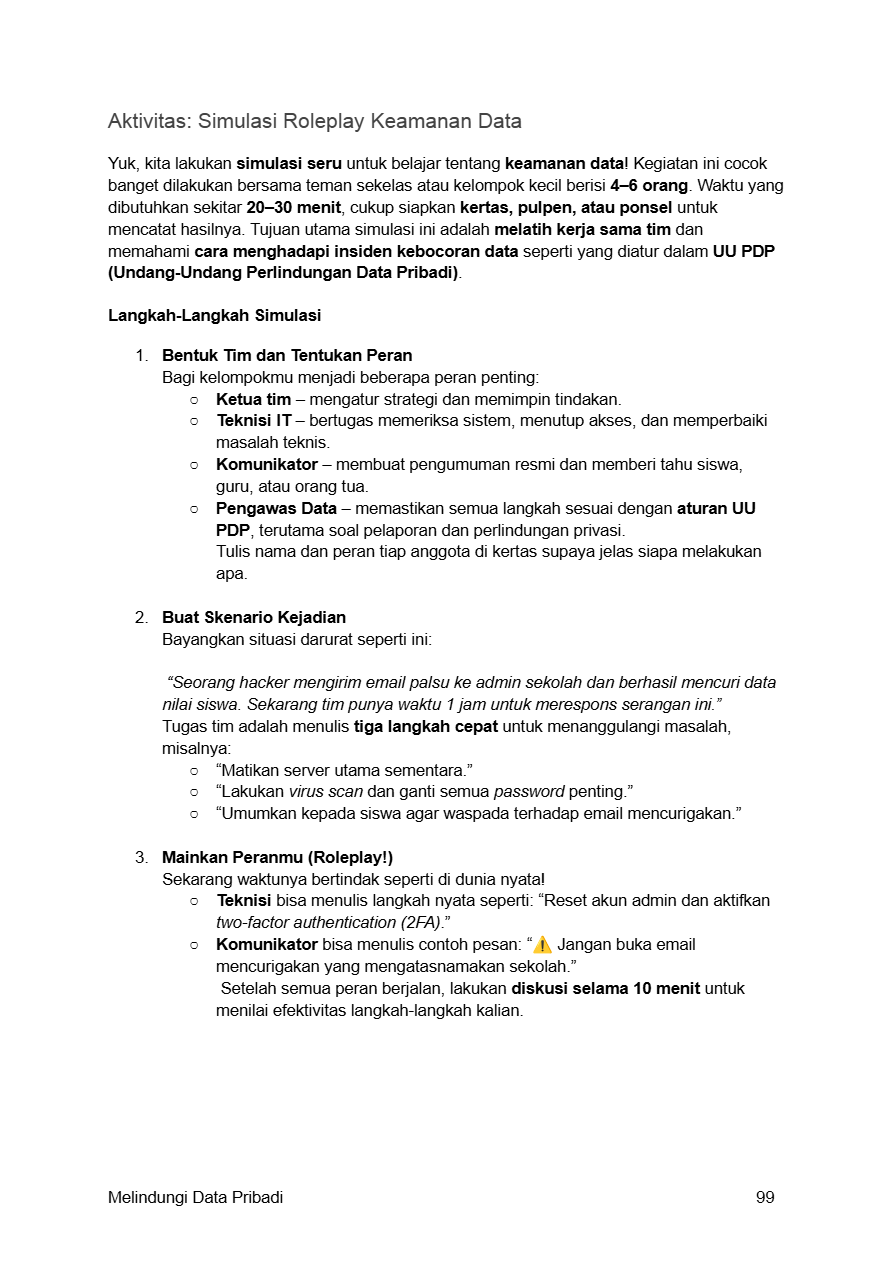 Aktivitas: Simulasi Roleplay Keamanan Data
Yuk, kita lakukan simulasi seru untuk belajar tentang keamanan data! Kegiatan ini cocok
banget dilakukan bersama teman sekelas atau kelompok kecil berisi 4–6 orang. Waktu yang
dibutuhkan sekitar 20–30 menit, cukup siapkan kertas, pulpen, atau ponsel untuk
mencatat hasilnya. Tujuan utama simulasi ini adalah melatih kerja sama tim dan
memahami cara menghadapi insiden kebocoran data seperti yang diatur dalam UU PDP
(Undang-Undang Perlindungan Data Pribadi).
Langkah-Langkah Simulasi
1. Bentuk Tim dan Tentukan Peran
Bagi kelompokmu menjadi beberapa peran penting:
○ Ketua tim – mengatur strategi dan memimpin tindakan.
○ Teknisi IT – bertugas memeriksa sistem, menutup akses, dan memperbaiki
masalah teknis.
○ Komunikator – membuat pengumuman resmi dan memberi tahu siswa,
guru, atau orang tua.
○ Pengawas Data – memastikan semua langkah sesuai dengan aturan UU
PDP, terutama soal pelaporan dan perlindungan privasi.
Tulis nama dan peran tiap anggota di kertas supaya jelas siapa melakukan
apa.
2. Buat Skenario Kejadian
Bayangkan situasi darurat seperti ini:
“Seorang hacker mengirim email palsu ke admin sekolah dan berhasil mencuri data
nilai siswa. Sekarang tim punya waktu 1 jam untuk merespons serangan ini.”
Tugas tim adalah menulis tiga langkah cepat untuk menanggulangi masalah,
misalnya:
○ “Matikan server utama sementara.”
○ “Lakukan virus scan dan ganti semua password penting.”
○ “Umumkan kepada siswa agar waspada terhadap email mencurigakan.”
3. Mainkan Peranmu (Roleplay!)
Sekarang waktunya bertindak seperti di dunia nyata!
○ Teknisi bisa menulis langkah nyata seperti: “Reset akun admin dan aktifkan
two-factor authentication (2FA).”
○ Komunikator bisa menulis contoh pesan: “⚠️ Jangan buka email
mencurigakan yang mengatasnamakan sekolah.”
Setelah semua peran berjalan, lakukan diskusi selama 10 menit untuk
menilai efektivitas langkah-langkah kalian.
Melindungi Data Pribadi 99